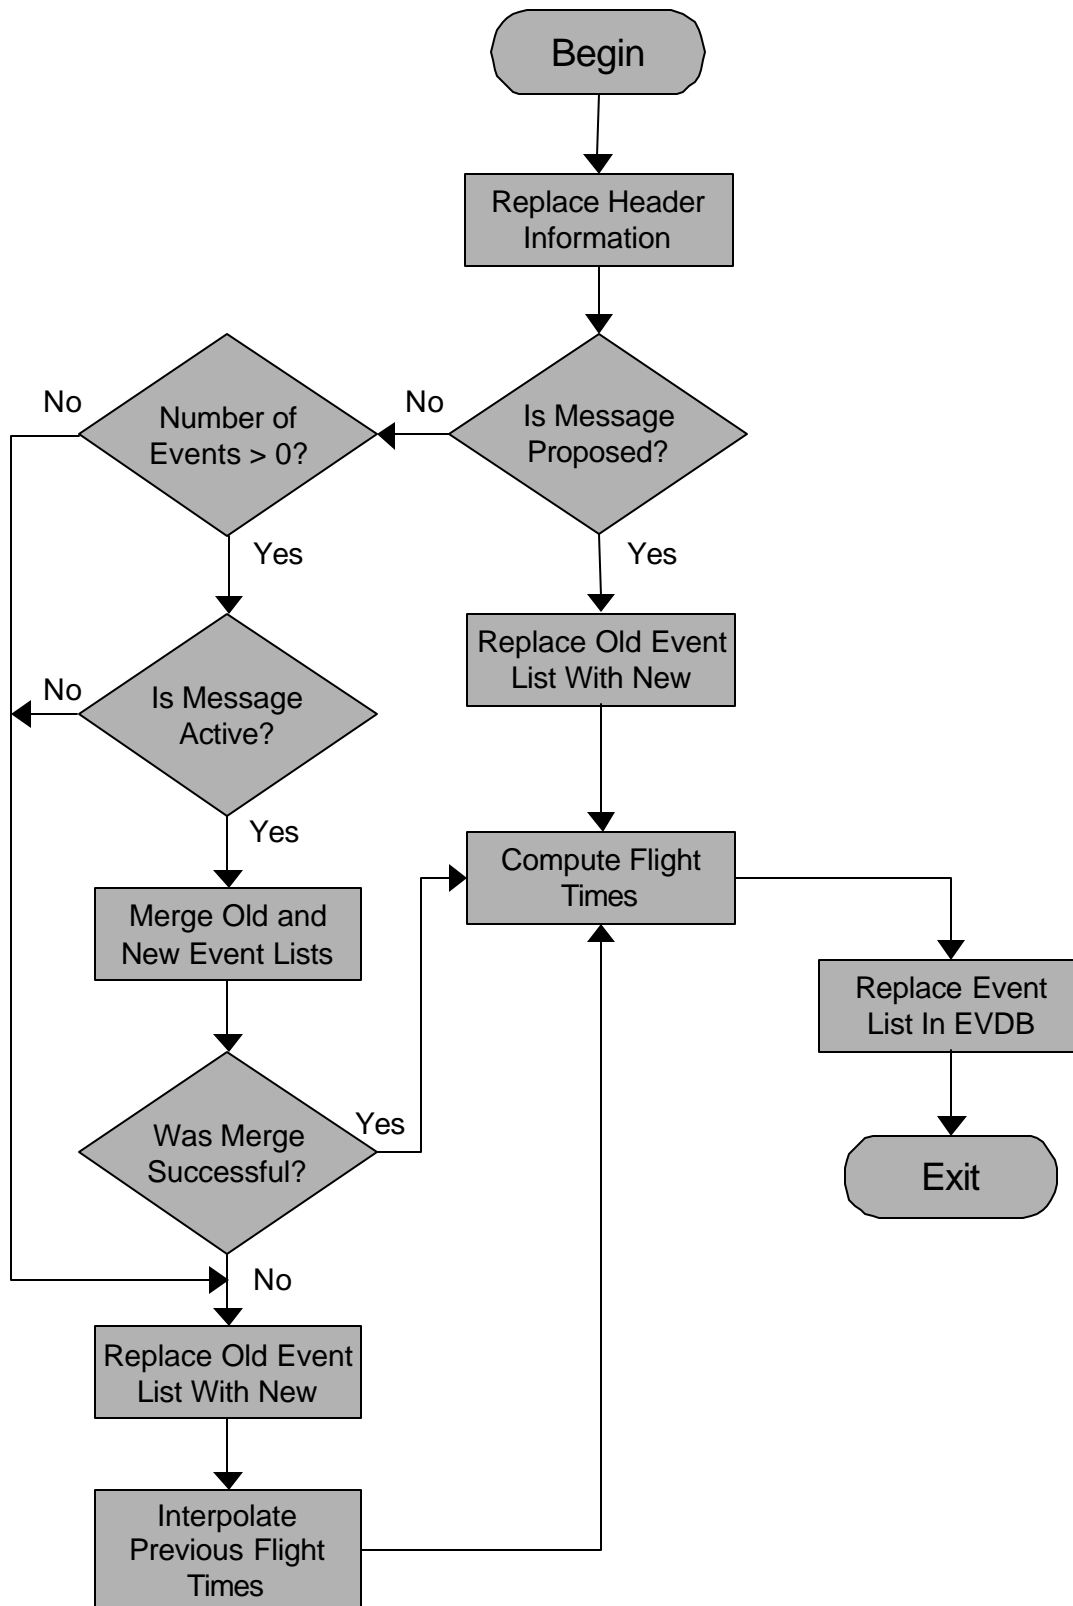 Begin
Replace Header
Information
No
Number of
Events > 0?
No
Is Message
Proposed?
Yes
Yes
Replace Old Event
List With New
No
Is Message
Active?
Yes
Compute Flight
Times
Merge Old and
New Event Lists
Replace Event
List In EVDB
Was Merge
Successful?
Yes
Exit
No
Replace Old Event
List With New
Interpolate
Previous Flight
Times